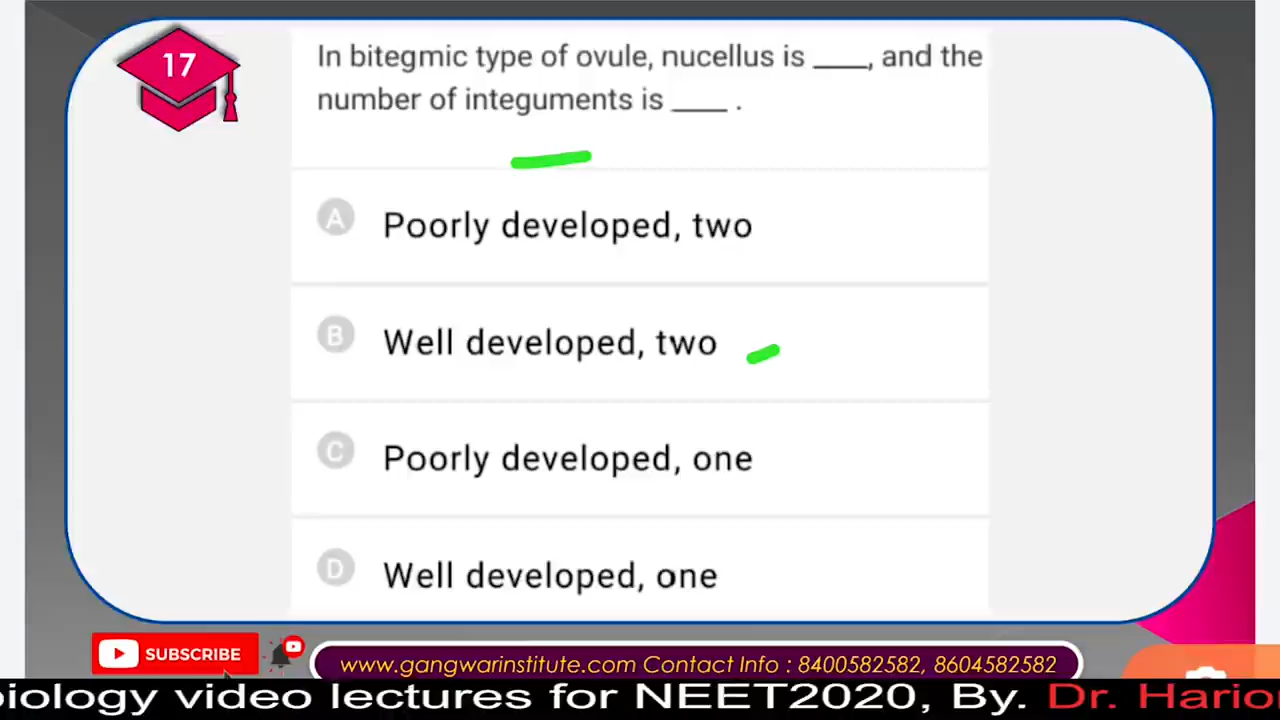 17
In bitegmic type of ovule, nucellus is ____, and the
number of integuments is ____ .
A Poorly developed, two
B Well developed, two
C Poorly developed, one
D Well developed, one
SUBSCRIBE
www.gangwarinstitute.com Contact Info : 8400582582, 8604582582
biology video lectures for NEET2020, By. Dr. Hario